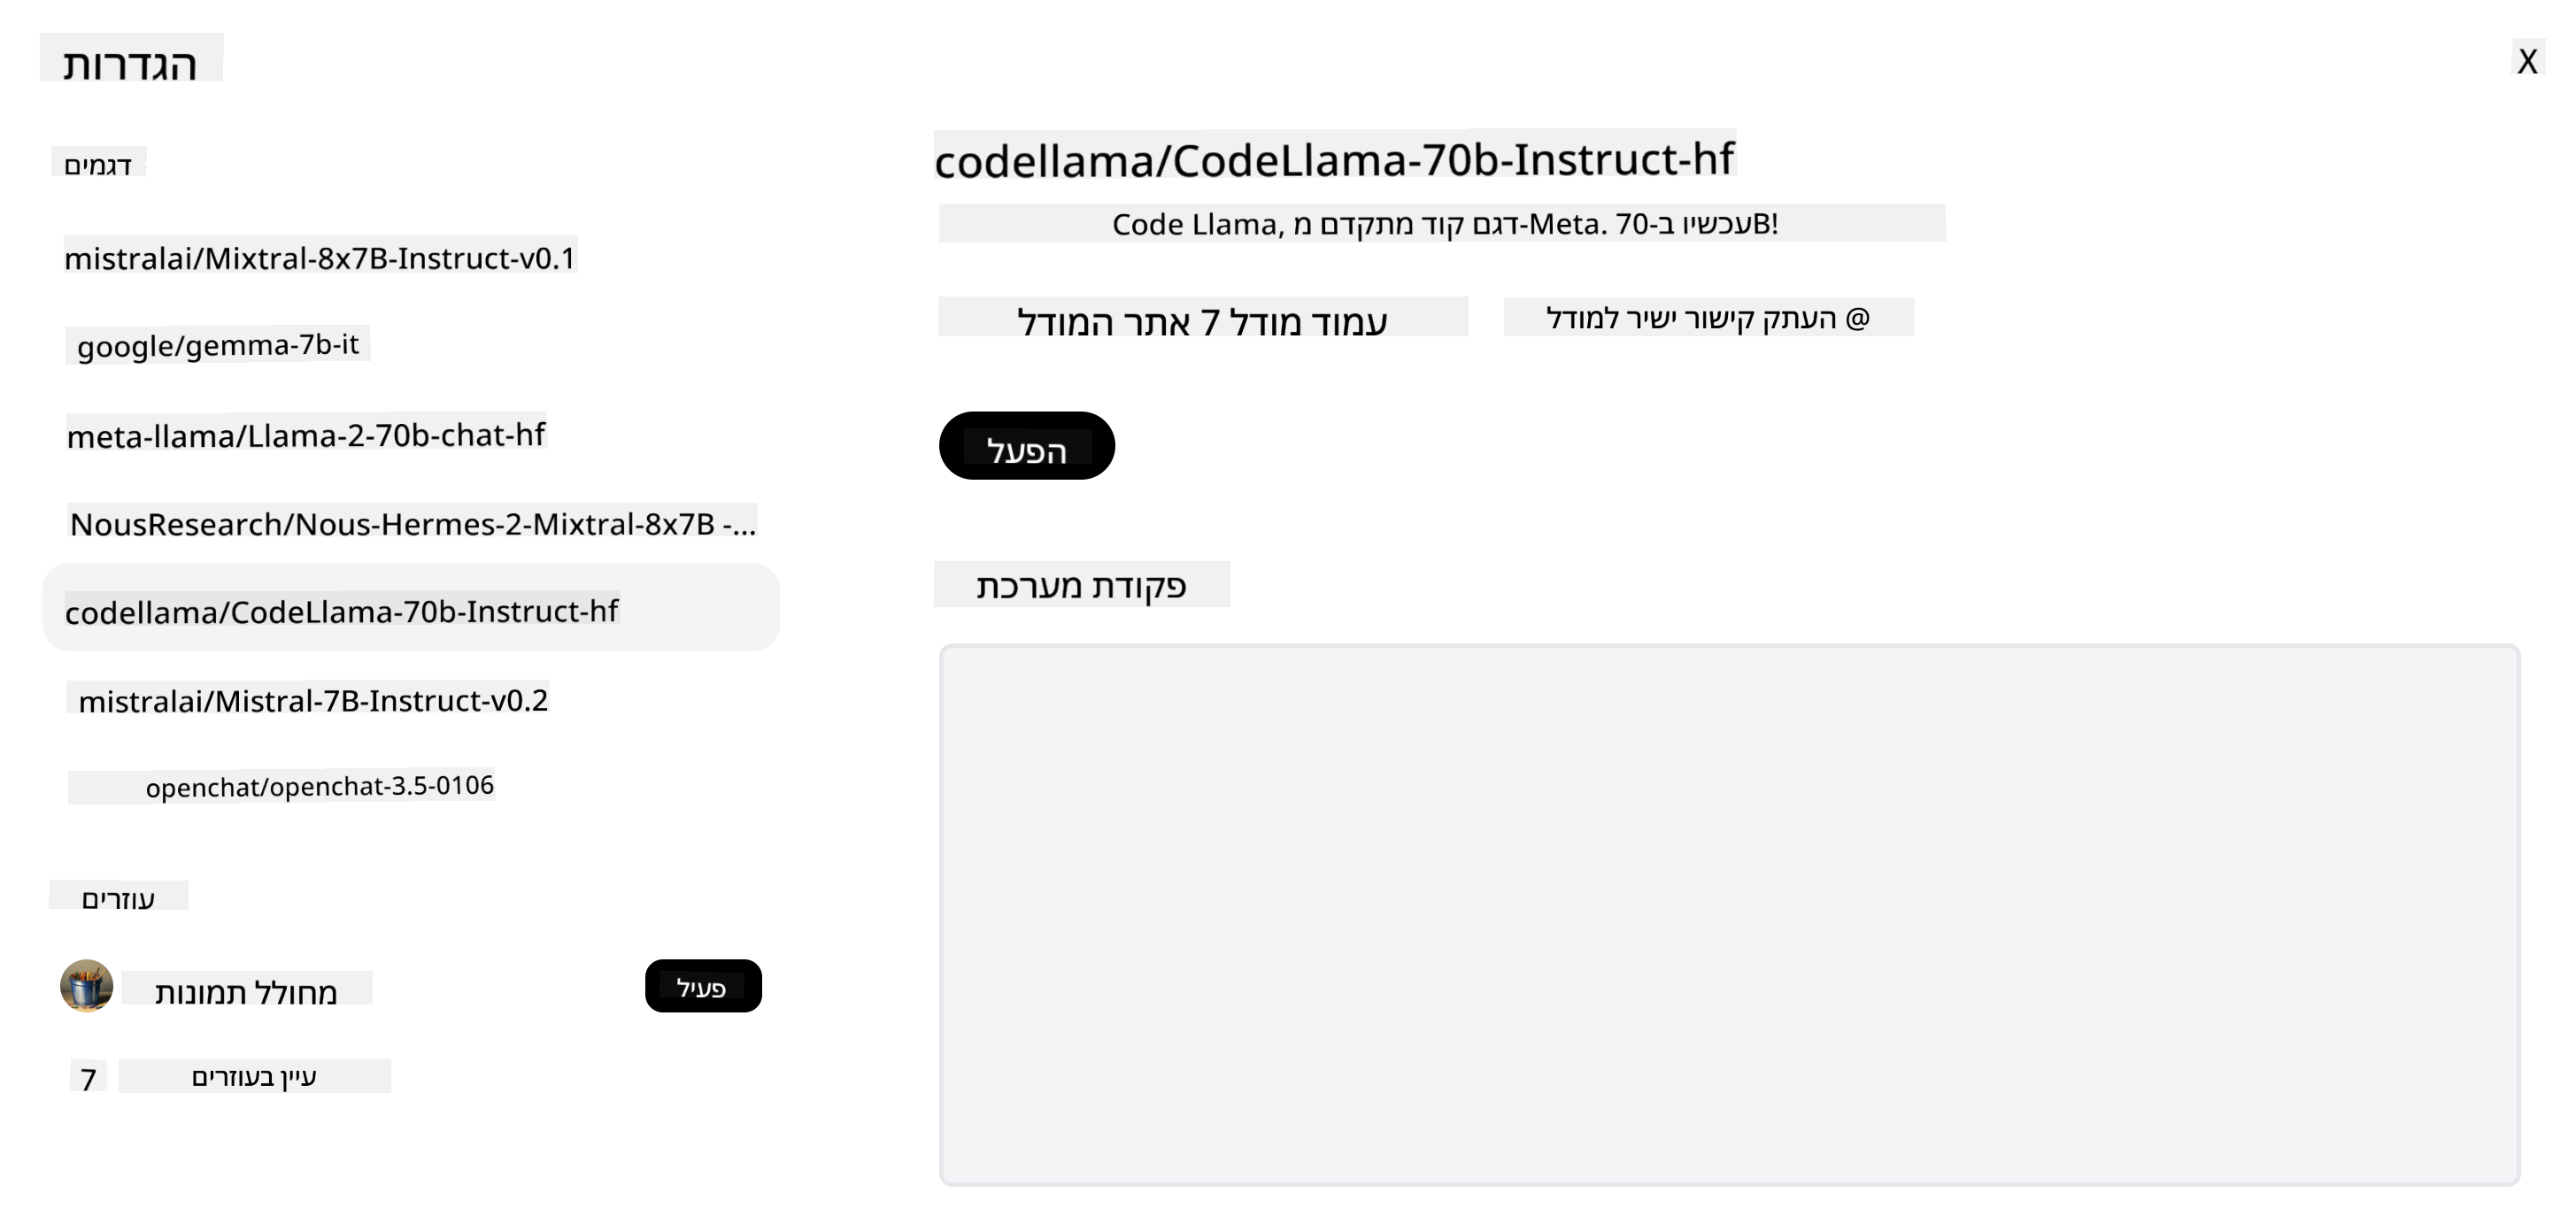 הגדרות
X
דגמים
mistralai/Mixtral-8x7B-Instruct-v0.1
google/gemma-7b-it
meta-llama/Llama-2-70b-chat-hf
NousResearch/Nous-Hermes-2-Mixtral-8x7B -...
codellama/CodeLlama-70b-Instruct-hf
mistralai/Mistral-7B-Instruct-v0.2
openchat/openchat-3.5-0106
עוזרים
מחולל תמונות
פעיל
ל
עיין בעוזרים
codellama/CodeLlama-70b-Instruct-hf
Code Llama, דגם קוד מתקדם מ-Meta. עכשיו ב-70B!
עמוד מודל 7 אתר המודל
@ העתק קישור ישיר למודל
הפעל
פקודת מערכת